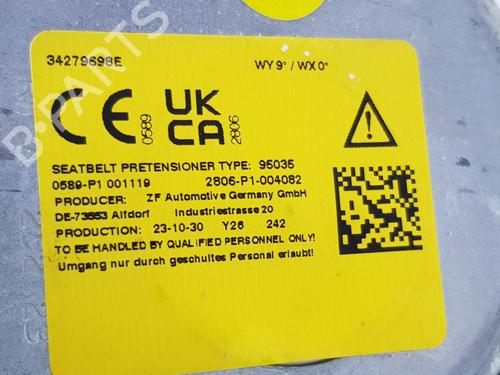 34279698E
WY 9° / WX 0°
CE
0589
UK
CA
2806
SEATBELT PRETENSIONER TYPE: 95035
0589-P1 001119 2806-P1-004082
PRODUCER: ZF Automotive Germany GmbH
DE-73553 Alfdorf Industriestrasse 20
PRODUCTION: 23-10-30 Y26 242
TO BE HANDLED BY QUALIFIED PERSONNEL ONLY!
Umgang nur durch geschultes Personal erlaubt!
B-PARTS